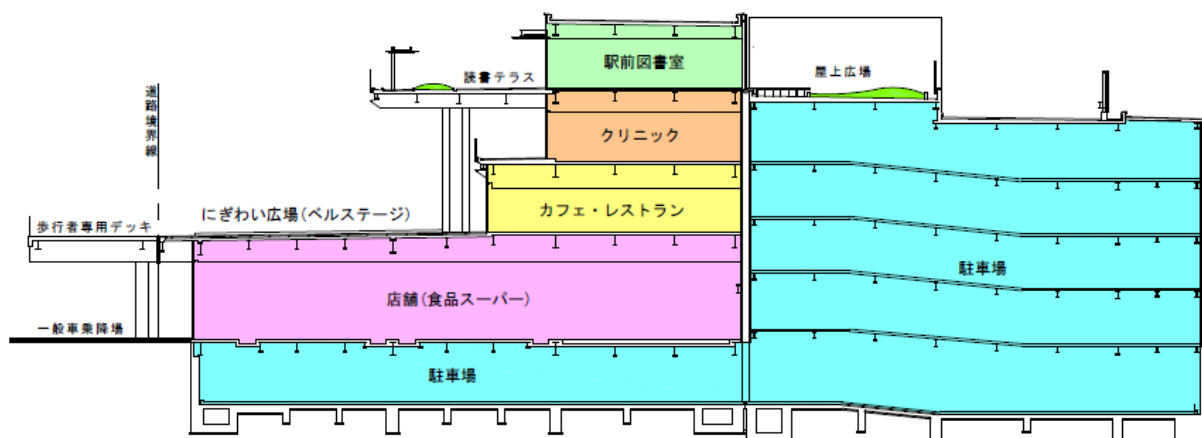 駅前図書室
読書テラス
屋上広場
道路境界線
クリニック
カフェ・レストラン
にぎわい広場(ベルステージ)
歩行者専用デッキ
駐車場
店舗(食品スーパー)
一般車乗降場
駐車場